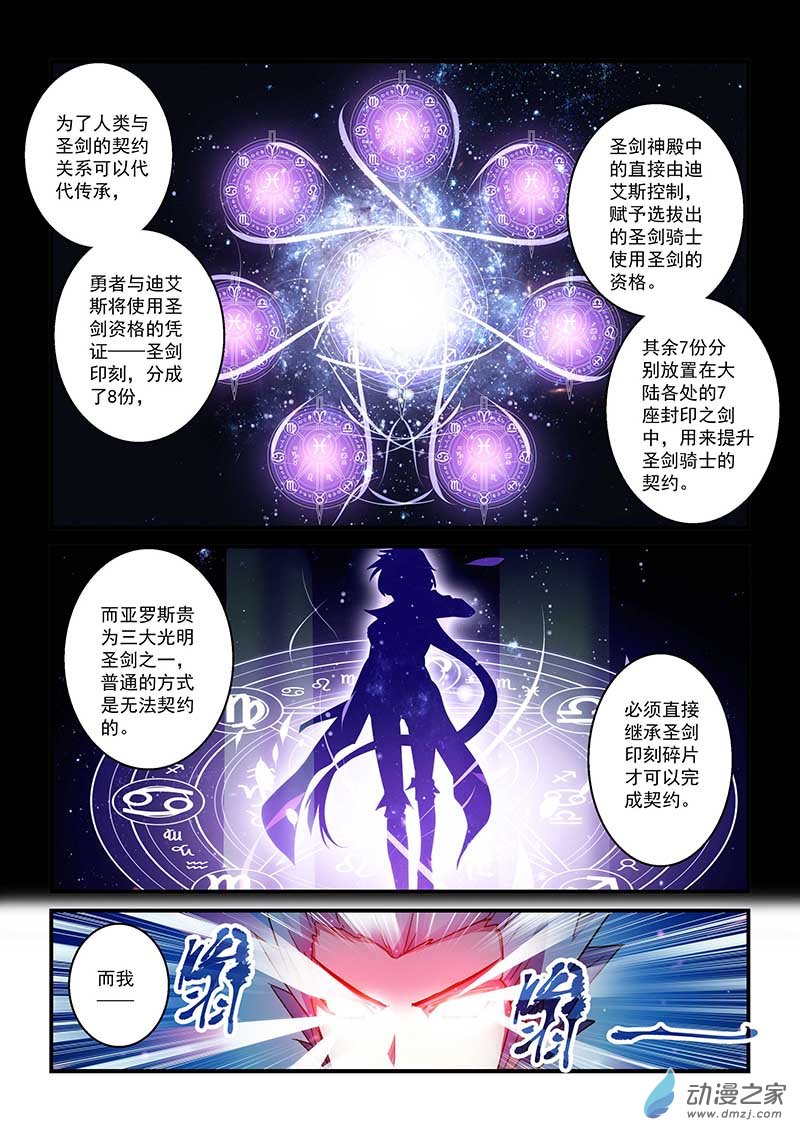 为了人类与
圣剑的契约
关系可以代
代传承，
勇者与迪艾
斯将使用圣
剑资格的凭
证——圣剑
印刻，分成
了8份，
圣剑神殿中
的直接由迪
艾斯控制，
赋予选拔出
的圣剑骑士
使用圣剑的
资格。
其余7份分
别放置在大
陆各处的7
座封印之剑
中，用来提升
圣剑骑士的
契约。
而亚罗斯贵
为三大光明
圣剑之一，
普通的方式
是无法契约
的。
必须直接
继承圣剑
印刻碎片
才可以完
成契约。
而我
——
动漫之家
www.dmzj.com